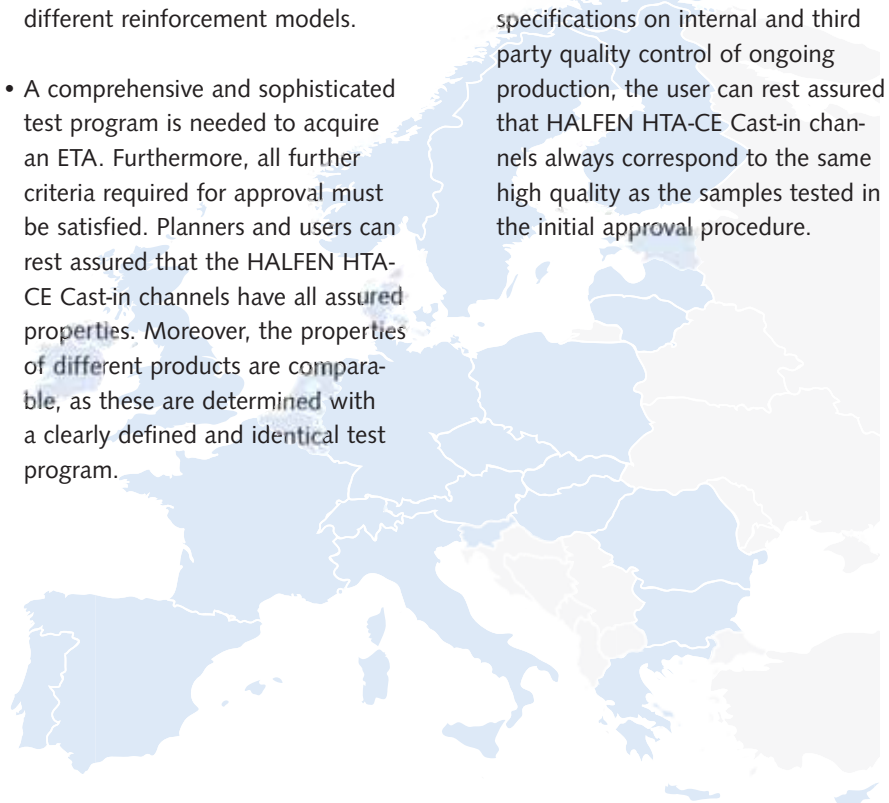 different reinforcement models.
• A comprehensive and sophisticated
test program is needed to acquire
an ETA. Furthermore, all further
criteria required for approval must
be satisfied. Planners and users can
rest assured that the HALFEN HTA-
CE Cast-in channels have all assured
properties. Moreover, the properties
of different products are compara-
ble, as these are determined with
a clearly defined and identical test
program.
specifications on internal and third
party quality control of ongoing
production, the user can rest assured
that HALFEN HTA-CE Cast-in chan-
nels always correspond to the same
high quality as the samples tested in
the initial approval procedure.